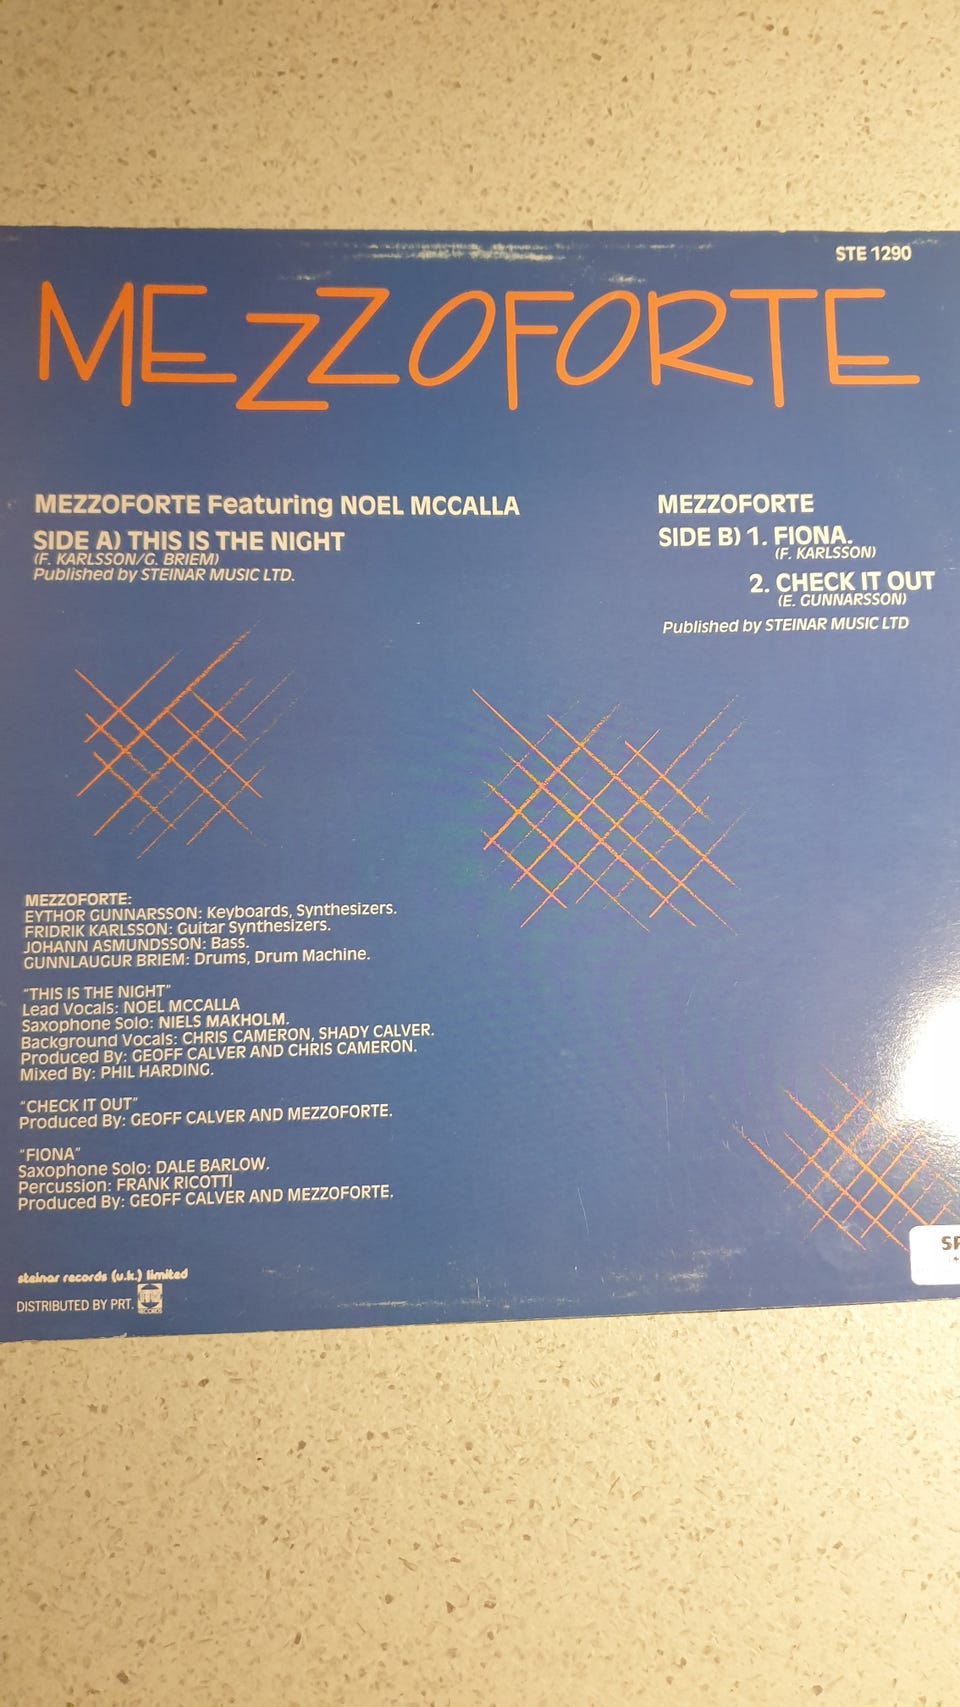 STE 1290
MEZZOFORTE
MEZZOFORTE Featuring NOEL MCCALLA
SIDE A) THIS IS THE NIGHT
(F. KARLSSON/G. BRIEM)
Published by STEINAR MUSIC LTD.
MEZZOFORTE
SIDE B) 1. FIONA.
(F. KARLSSON)
2. CHECK IT OUT
(E. GUNNARSSON)
Published by STEINAR MUSIC LTD
MEZZOFORTE:
EYTHOR GUNNARSSON: Keyboards, Synthesizers.
FRIDRIK KARLSSON: Guitar Synthesizers.
JOHANN ASMUNDSSON: Bass.
GUNNLAUGUR BRIEM: Drums, Drum Machine.
"THIS IS THE NIGHT"
Lead Vocals: NOEL MCCALLA
Saxophone Solo: NIELS MAKHOLM.
Background Vocals: CHRIS CAMERON, SHADY CALVER.
Produced By: GEOFF CALVER AND CHRIS CAMERON.
Mixed By: PHIL HARDING.
"CHECK IT OUT"
Produced By: GEOFF CALVER AND MEZZOFORTE.
"FIONA"
Saxophone Solo: DALE BARLOW.
Percussion: FRANK RICOTTI
Produced By: GEOFF CALVER AND MEZZOFORTE.
steinar records (u.k.) limited
DISTRIBUTED BY PRT.